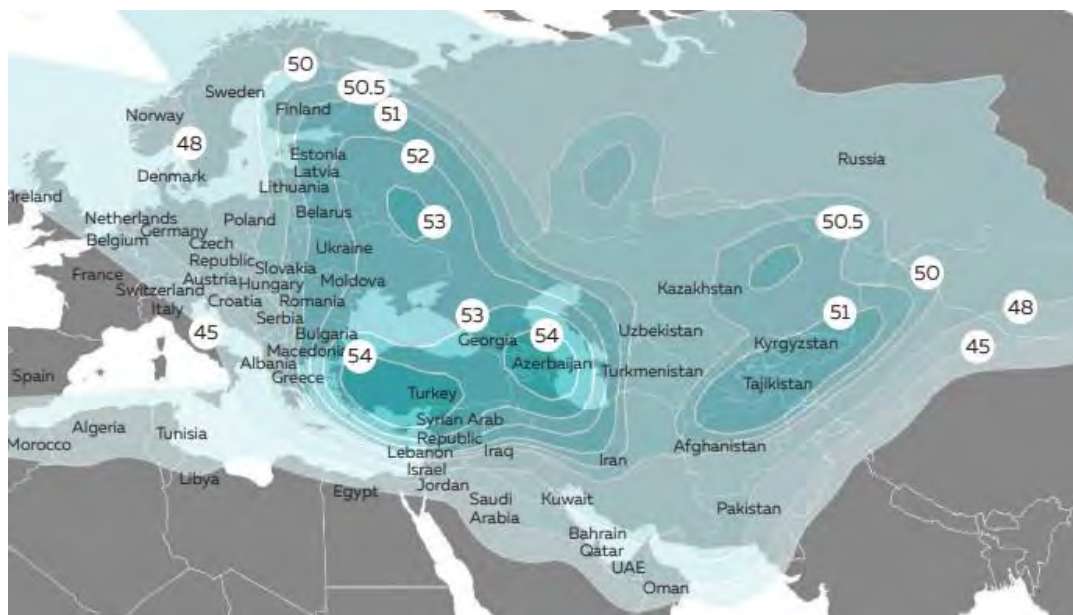 50
50.5
Sweden
Finland
51
Norway
48
52
Estonia
Russia
Latvia
Denmark
Lithuania
Ireland
Belarus
Netherlands
Poland
53
50.5
Germany
Belgium
Czech
Republic
Ukraine
Slovakia
France
Austria
Hungary
Moldova
50
Switzerland
Kazakhstan
Croatia
Romania
Italy
51
48
Serbia
53
45
Bulgaria
Georgia
54
Uzbekistan
Kyrgyzstan
45
Macedonia
54
Albania
Azerbaijan
Turkmenistan
Greece
Spain
Turkey
Tajikistan
Syrian Arab
Republic
Algeria
Tunisia
Morocco
Lebanon
Iraq
Iran
Afghanistan
Israel
Libya
Jordan
Egypt
Saudi
Arabia
Kuwait
Pakistan
Bahrain
Qatar
UAE
Oman